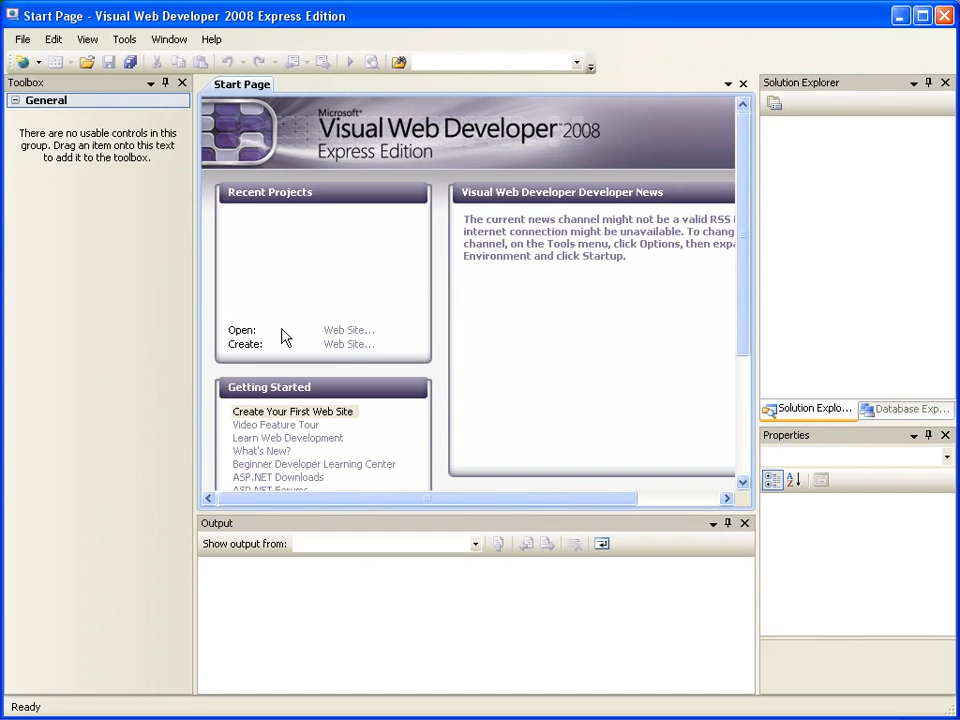 Start Page - Visual Web Developer 2008 Express Edition
File Edit View Tools Window Help
Toolbox
General
There are no usable controls in this
group. Drag an item onto this text
to add it to the toolbox.
Start Page
Microsoft®
Visual Web Developer 2008
Express Edition
Recent Projects
Open: Web Site...
Create: Web Site...
Getting Started
Create Your First Web Site
Video Feature Tour
Learn Web Development
What's New?
Beginner Developer Learning Center
ASP.NET Downloads
ASP.NET Forums
Visual Web Developer Developer News
The current news channel might not be a valid RSS
internet connection might be unavailable. To chang
channel, on the Tools menu, click Options, then expa
Environment and click Startup.
Output
Show output from:
Solution Explorer
Solution Explo... Database Exp...
Properties
Ready